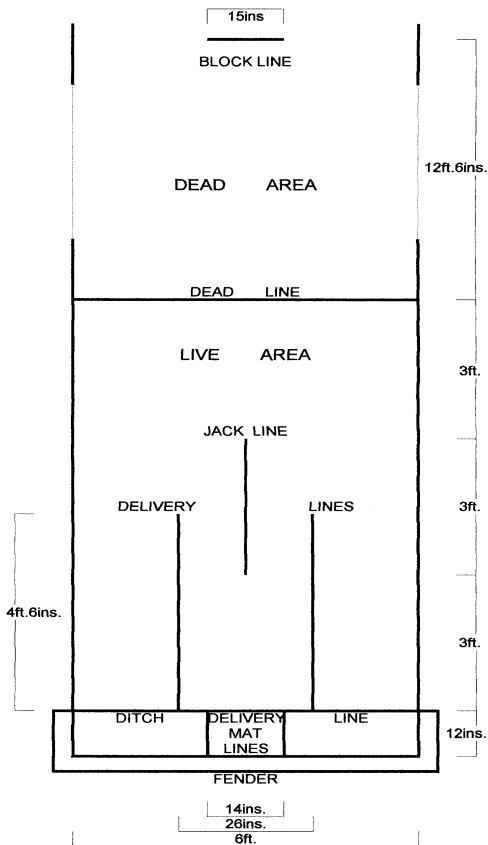 15ins
BLOCK LINE
12ft.6ins.
DEAD AREA
DEAD LINE
LIVE AREA
3ft.
JACK LINE
DELIVERY LINES
3ft.
4ft.6ins.
3ft.
DITCH DELIVERY LINE
MAT
LINES
12ins.
FENDER
14ins.
26ins.
6ft.